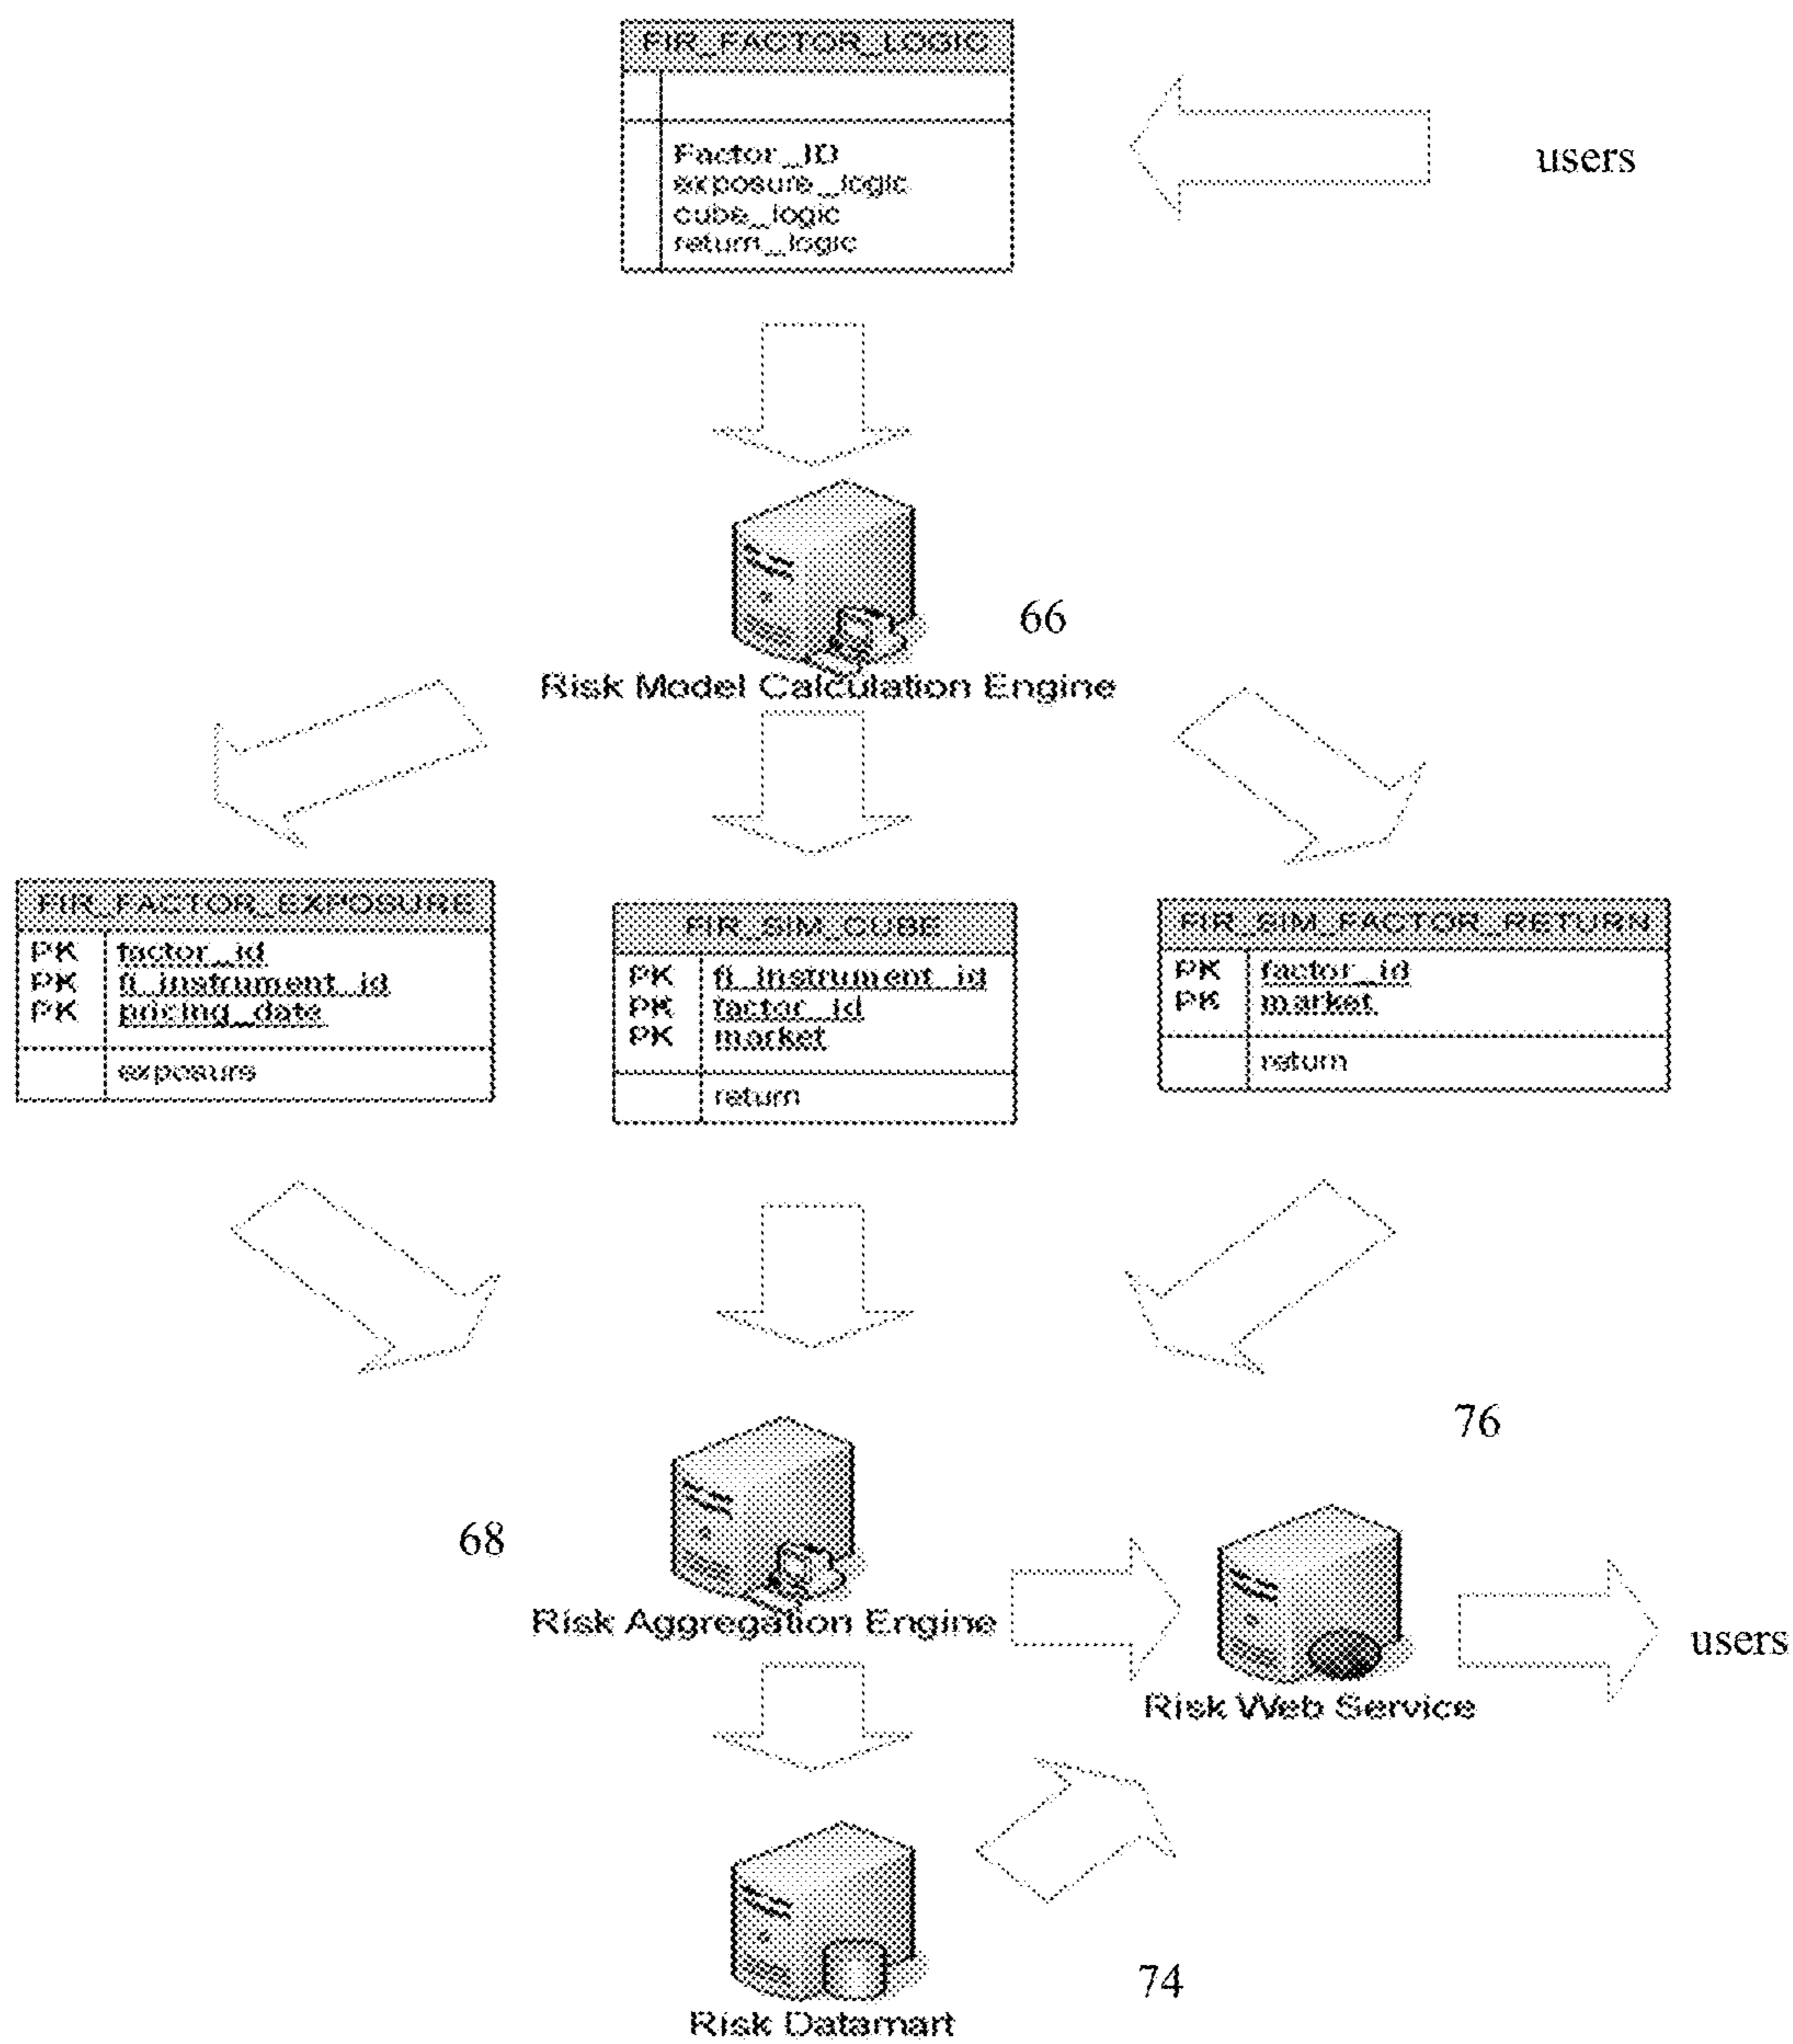 FIR_FACTOR_LOGIC
users
Factor_ID
exposure_logic
cube_logic
return_logic
66
Risk Model Calculation Engine
FIR_FACTOR_EXPOSURE
PK factor_id
PK fi_instrument_id
PK pricing_date
exposure
FIR_SIM_CUBE
PK fi_instrument_id
PK factor_id
PK market
return
FIR_SIM_FACTOR_RETURN
PK factor_id
PK market
return
76
68
Risk Aggregation Engine
users
Risk Web Service
74
Risk Datamart